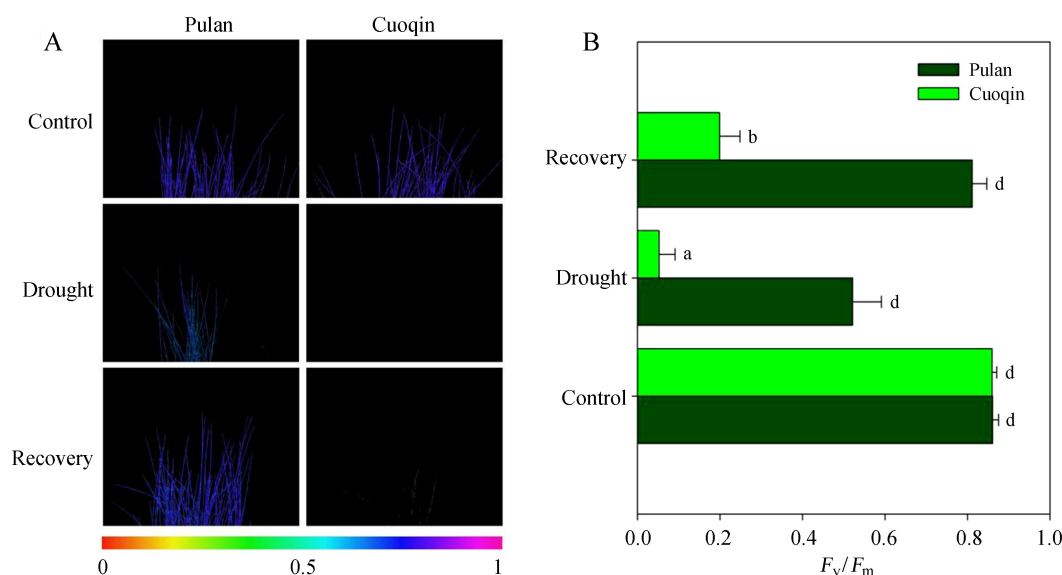 A
Pulan
Cuoqin
Control
Drought
Recovery
0
0.5
1
B
Pulan
Cuoqin
Recovery
b
d
Drought
a
d
Control
d
d
0.0
0.2
0.4
0.6
0.8
1.0
Fv/Fm